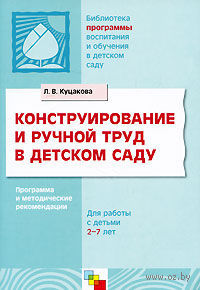 Библиотека
программы
воспитания
и обучения
в детском
саду
Л. В. Куцакова
КОНСТРУИРОВАНИЕ
И РУЧНОЙ ТРУД
В ДЕТСКОМ САДУ
Программа
и методические
рекомендации
Для работы
с детьми
2–7 лет
www.oz.by